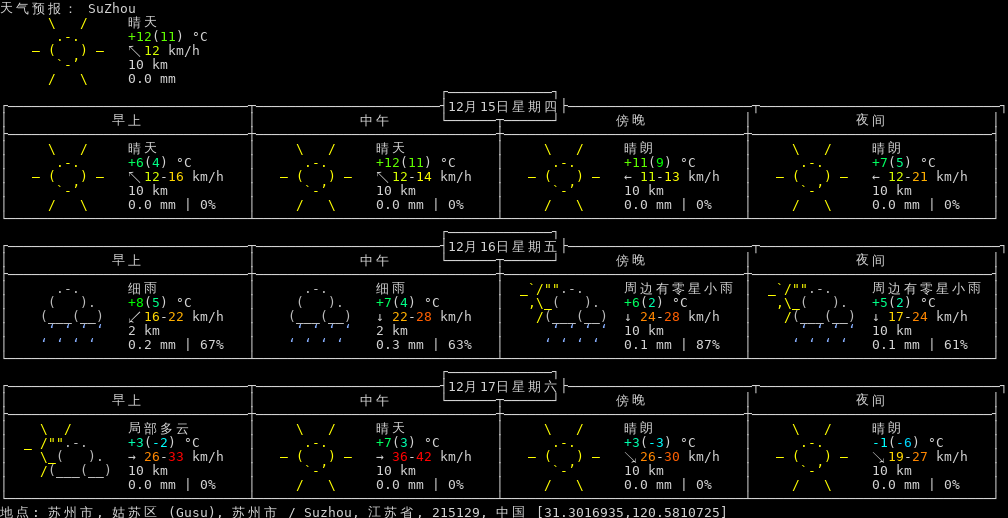 天气预报: SuZhou
晴天
+12(11) °C
↖ 12 km/h
10 km
0.0 mm
12月15日星期四
早上 中午 傍晚 夜间
晴天 晴天 晴朗 晴朗
+6(4) °C +12(11) °C +11(9) °C +7(5) °C
↖ 12-16 km/h ↖ 12-14 km/h ← 11-13 km/h ← 12-21 km/h
10 km 10 km 10 km 10 km
0.0 mm | 0% 0.0 mm | 0% 0.0 mm | 0% 0.0 mm | 0%
12月16日星期五
早上 中午 傍晚 夜间
细雨 细雨 周边有零星小雨 周边有零星小雨
+8(5) °C +7(4) °C +6(2) °C +5(2) °C
↙ 16-22 km/h ↓ 22-28 km/h ↓ 24-28 km/h ↓ 17-24 km/h
2 km 2 km 10 km 10 km
0.2 mm | 67% 0.3 mm | 63% 0.1 mm | 87% 0.1 mm | 61%
12月17日星期六
早上 中午 傍晚 夜间
局部多云 晴天 晴朗 晴朗
+3(-2) °C +7(3) °C +3(-3) °C -1(-6) °C
→ 26-33 km/h → 36-42 km/h ↘ 26-30 km/h ↘ 19-27 km/h
10 km 10 km 10 km 10 km
0.0 mm | 0% 0.0 mm | 0% 0.0 mm | 0% 0.0 mm | 0%
地点: 苏州市, 姑苏区 (Gusu), 苏州市 / Suzhou, 江苏省, 215129, 中国 [31.3016935,120.5810725]